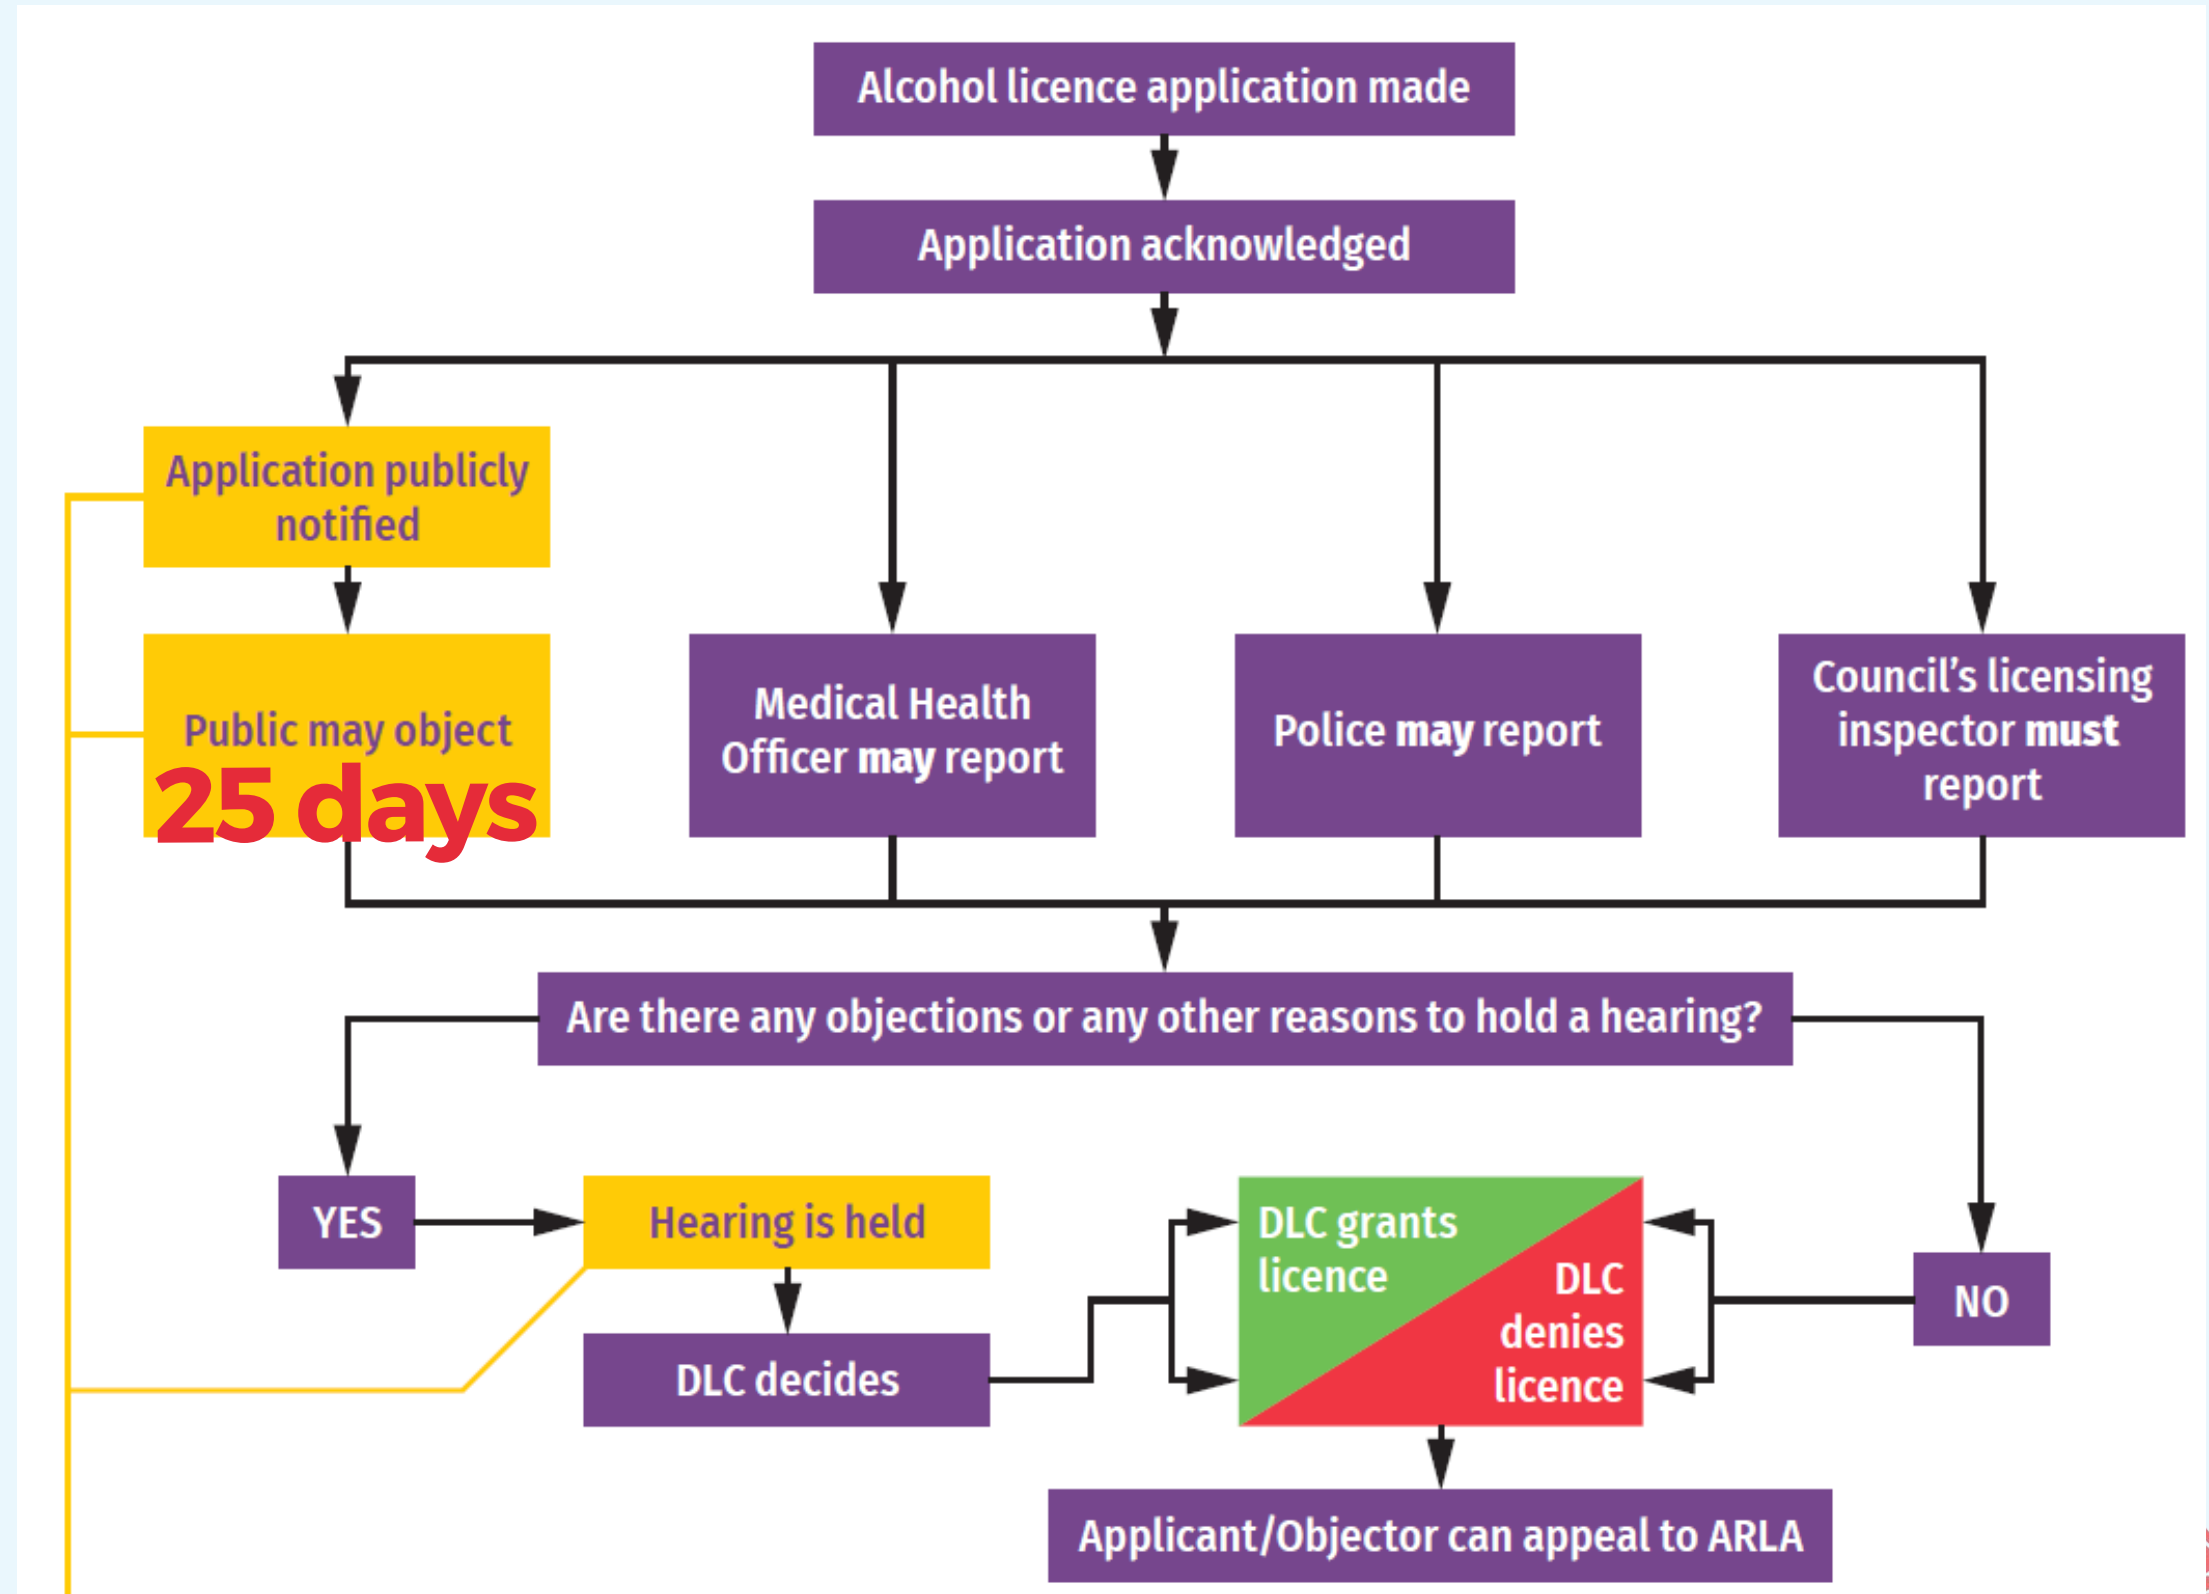 Alcohol licence application made
Application acknowledged
Application publicly
notified
Public may object
25 days
Medical Health
Officer may report
Police may report
Council’s licensing
inspector must
report
Are there any objections or any other reasons to hold a hearing?
YES
Hearing is held
DLC decides
DLC grants
licence
DLC
denies
licence
NO
Applicant/Objector can appeal to ARLA